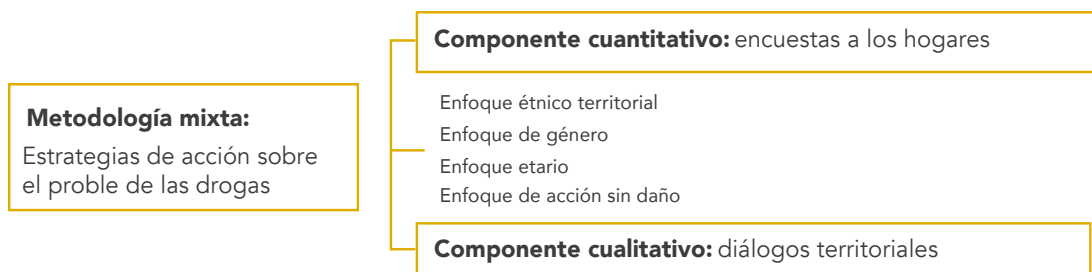 Componente cuantitativo: encuestas a los hogares
Metodología mixta:
Estrategias de acción sobre
el proble de las drogas
Enfoque étnico territorial
Enfoque de género
Enfoque etario
Enfoque de acción sin daño
Componente cualitativo: diálogos territoriales